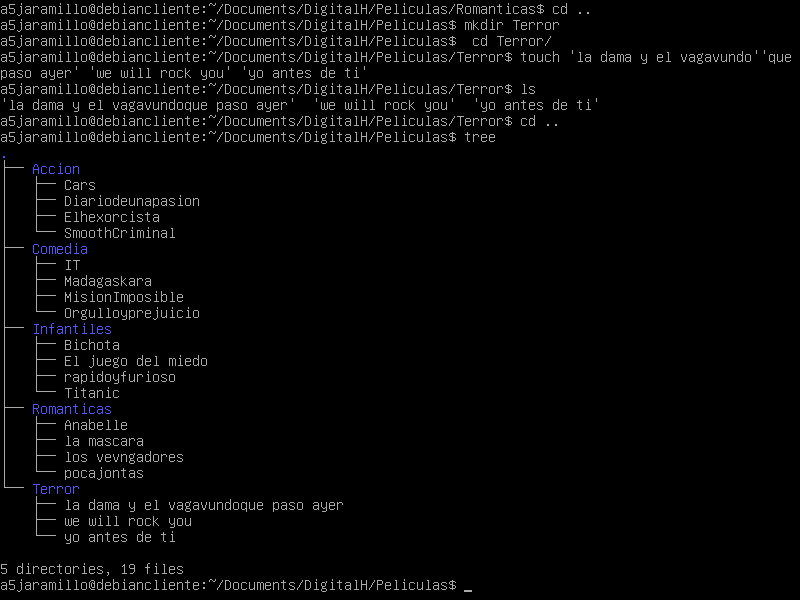 a5jaramillo@debiancliente:~/Documents/DigitalH/Peliculas/Romanticas$ cd ..
a5jaramillo@debiancliente:~/Documents/DigitalH/Peliculas$ mkdir Terror
a5jaramillo@debiancliente:~/Documents/DigitalH/Peliculas$  cd Terror/
a5jaramillo@debiancliente:~/Documents/DigitalH/Peliculas/Terror$ touch 'la dama y el vagavundo''que
paso ayer' 'we will rock you' 'yo antes de ti'
a5jaramillo@debiancliente:~/Documents/DigitalH/Peliculas/Terror$ ls
'la dama y el vagavundoque paso ayer'  'we will rock you'  'yo antes de ti'
a5jaramillo@debiancliente:~/Documents/DigitalH/Peliculas/Terror$ cd ..
a5jaramillo@debiancliente:~/Documents/DigitalH/Peliculas$ tree
.
├── Accion
│   ├── Cars
│   ├── Diariodeunapasion
│   ├── Elhexorcista
│   └── SmoothCriminal
├── Comedia
│   ├── IT
│   ├── Madagaskara
│   ├── MisionImposible
│   └── Orgulloyprejuicio
├── Infantiles
│   ├── Bichota
│   ├── El juego del miedo
│   ├── rapidoyfurioso
│   └── Titanic
├── Romanticas
│   ├── Anabelle
│   ├── la mascara
│   ├── los vevngadores
│   └── pocajontas
└── Terror
    ├── la dama y el vagavundoque paso ayer
    ├── we will rock you
    └── yo antes de ti
5 directories, 19 files
a5jaramillo@debiancliente:~/Documents/DigitalH/Peliculas$ _